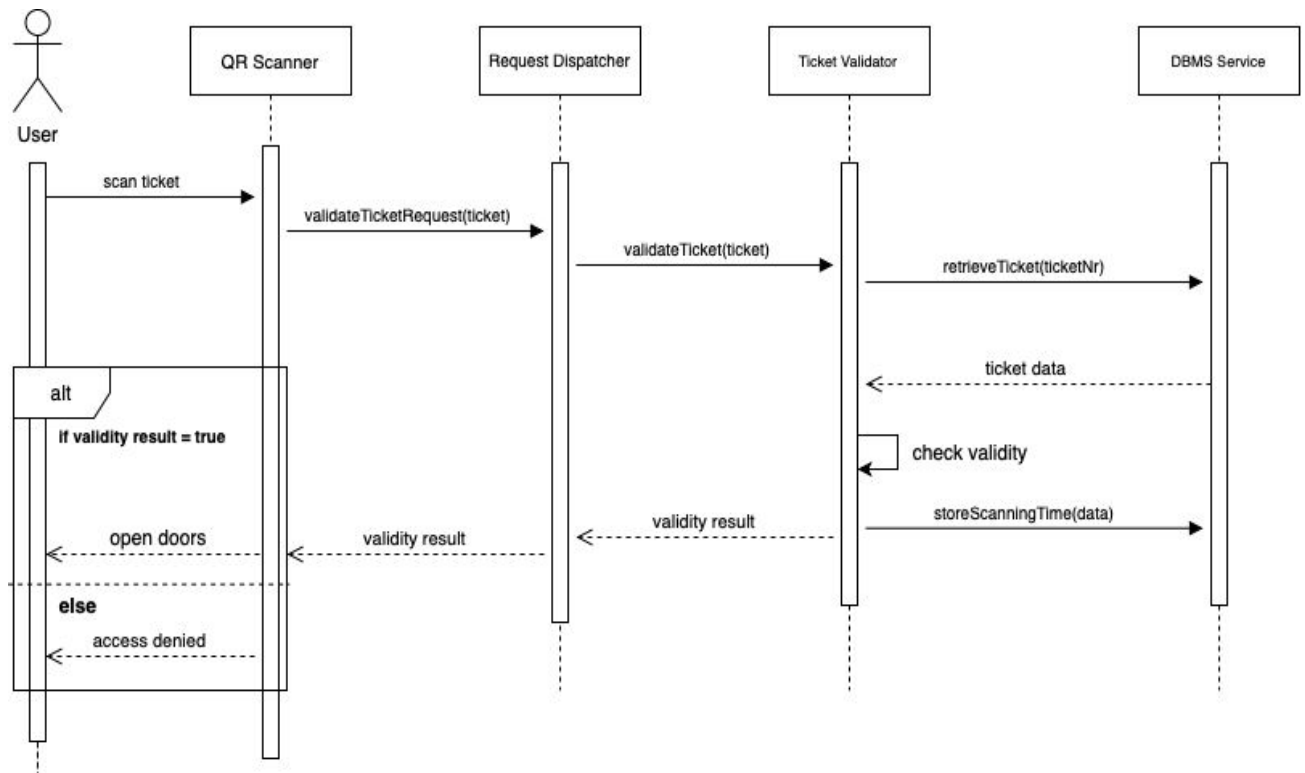 QR Scanner
Request Dispatcher
Ticket Validator
DBMS Service
User
scan ticket
validateTicketRequest(ticket)
validateTicket(ticket)
retrieveTicket(ticketNr)
ticket data
alt
if validity result = true
check validity
storeScanningTime(data)
validity result
validity result
open doors
else
access denied